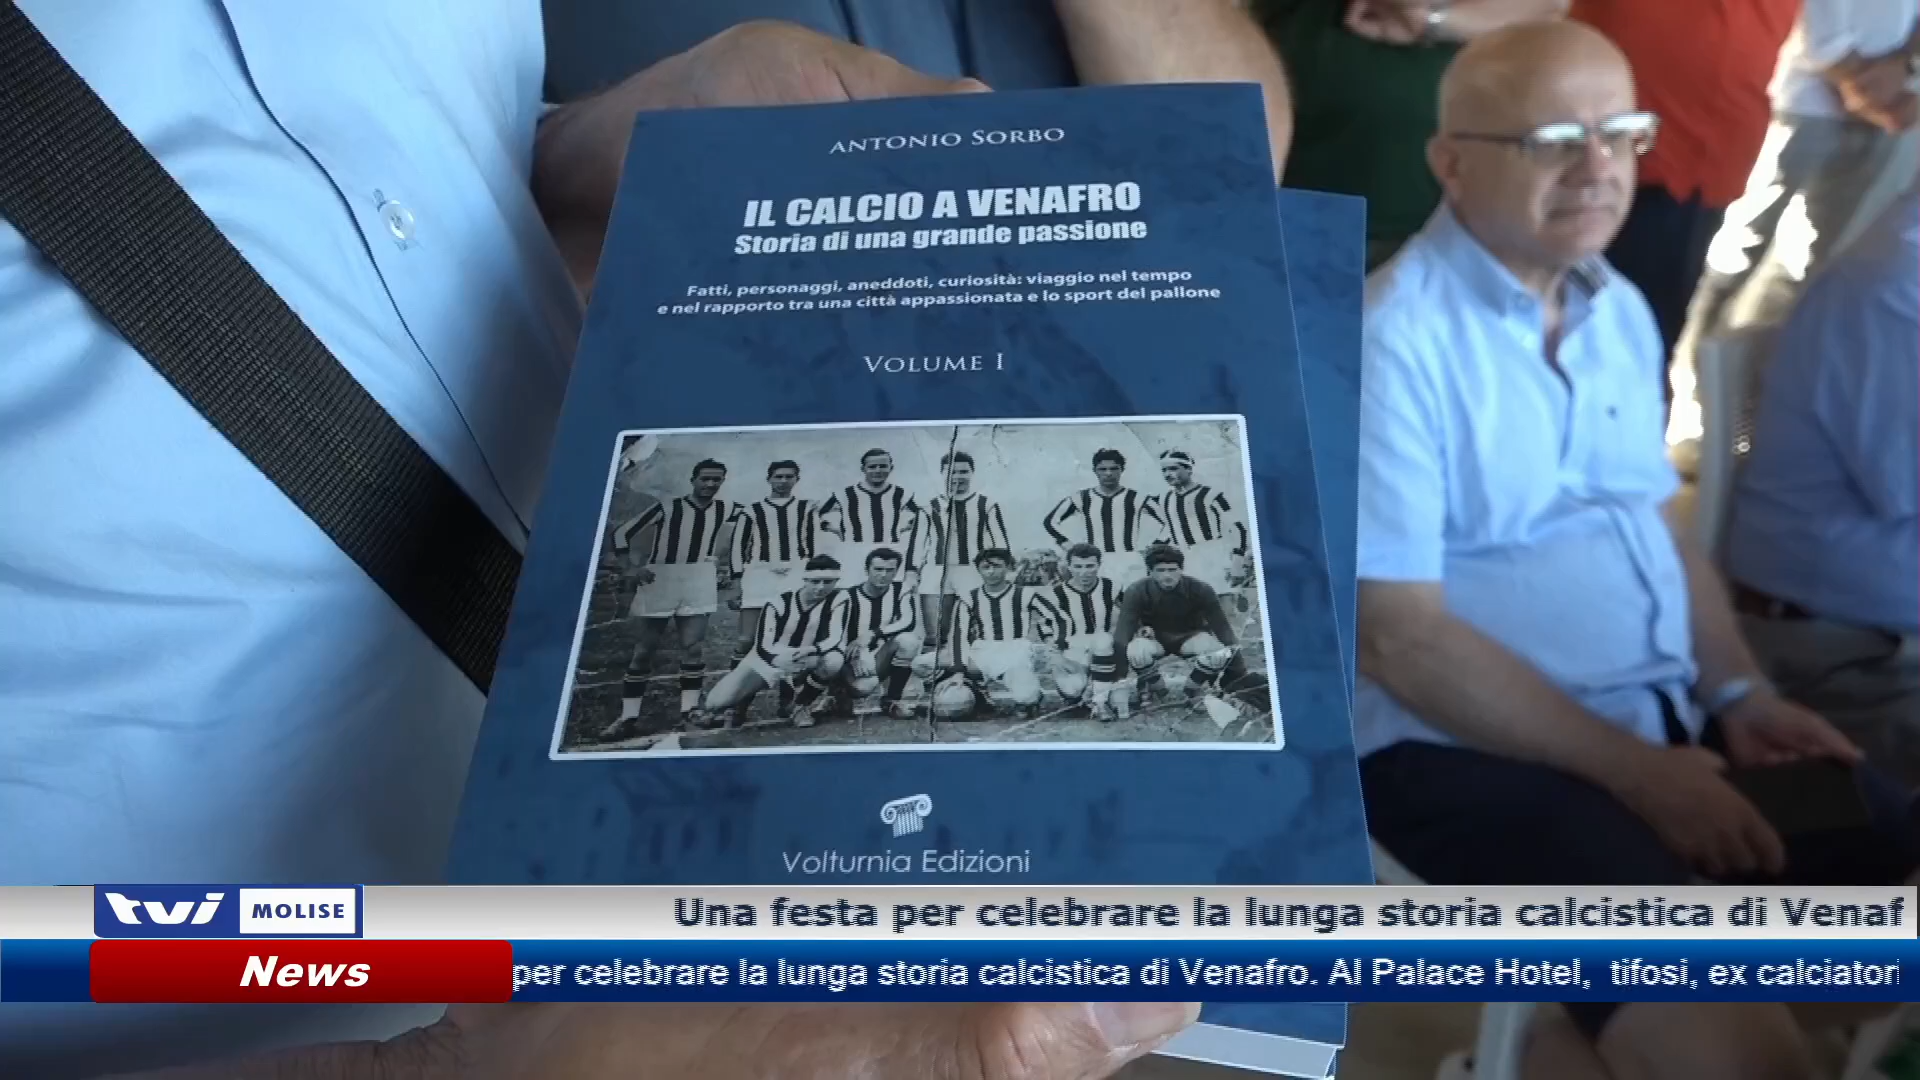 ANTONIO SORBO
IL CALCIO A VENAFRO
Storia di una grande passione
Fatti, personaggi, aneddoti, curiosità: viaggio nel tempo
e nel rapporto tra una città appassionata e lo sport del pallone
VOLUME I
Volturnia Edizioni
tvi MOLISE
Una festa per celebrare la lunga storia calcistica di Venaf
News
per celebrare la lunga storia calcistica di Venafro. Al Palace Hotel, tifosi, ex calciatori